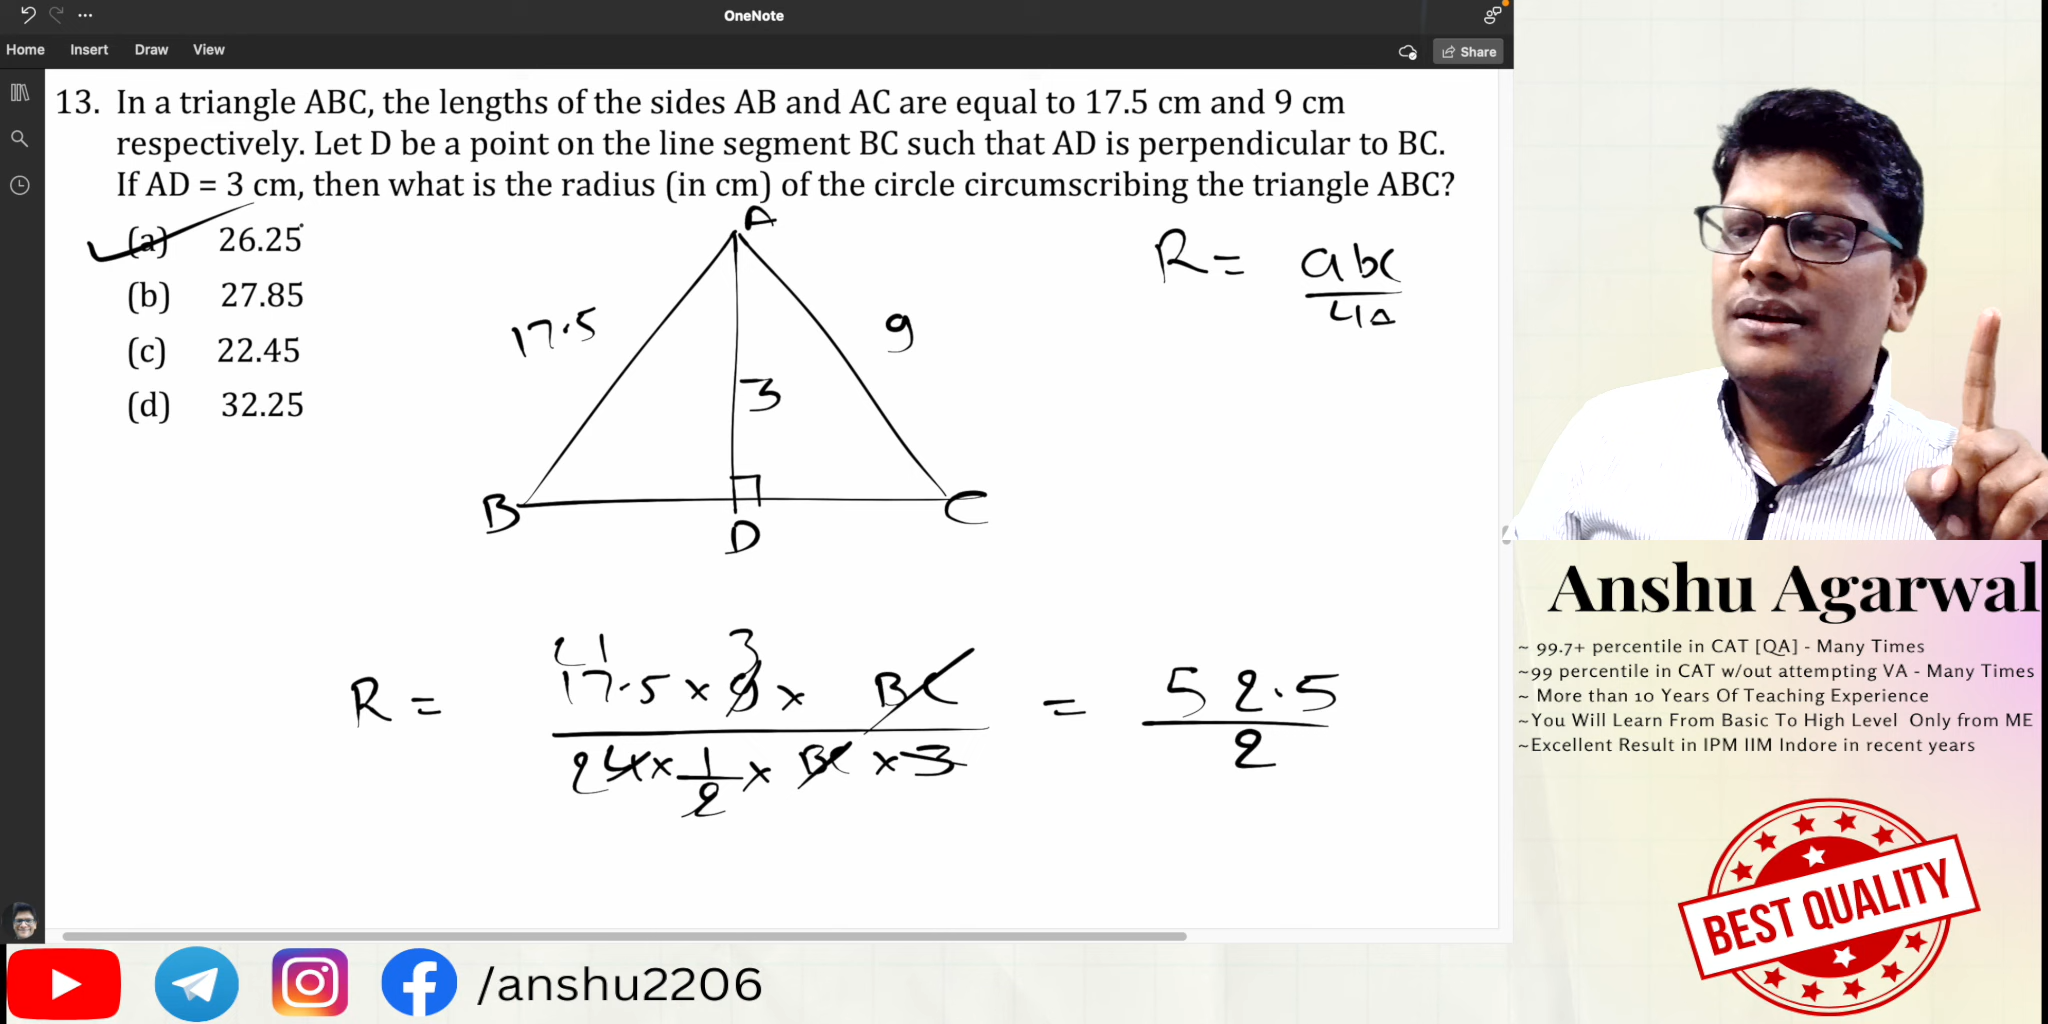 OneNote
Home Insert Draw View
Share
13. In a triangle ABC, the lengths of the sides AB and AC are equal to 17.5 cm and 9 cm
respectively. Let D be a point on the line segment BC such that AD is perpendicular to BC.
If AD = 3 cm, then what is the radius (in cm) of the circle circumscribing the triangle ABC?
(a) 26.25
(b) 27.85
(c) 22.45
(d) 32.25
A
17.5
9
3
B
D
C
R = abc
4Δ
21 3
R = 17.5 × 9 × BC = 52.5
2 4 × 1 × BC × 3 2
2
Anshu Agarwal
~ 99.7+ percentile in CAT [QA] - Many Times
~99 percentile in CAT w/out attempting VA - Many Times
~ More than 10 Years Of Teaching Experience
~You Will Learn From Basic To High Level Only from ME
~Excellent Result in IPM IIM Indore in recent years
BEST QUALITY
/anshu2206